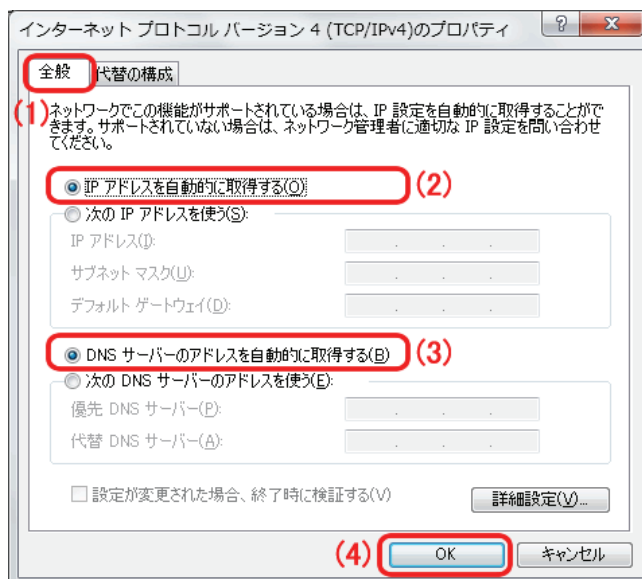 インターネット プロトコル バージョン 4 (TCP/IPv4)のプロパティ
全般 代替の構成
(1)
ネットワークでこの機能がサポートされている場合は、IP 設定を自動的に取得することがで
きます。サポートされていない場合は、ネットワーク管理者に適切な IP 設定を問い合わせ
てください。
IP アドレスを自動的に取得する(O) (2)
次の IP アドレスを使う(S):
IP アドレス(I):
サブネット マスク(U):
デフォルト ゲートウェイ(D):
DNS サーバーのアドレスを自動的に取得する(B) (3)
次の DNS サーバーのアドレスを使う(E):
優先 DNS サーバー(P):
代替 DNS サーバー(A):
設定が変更された場合、終了時に検証する(V) 詳細設定(V)...
(4) OK キャンセル